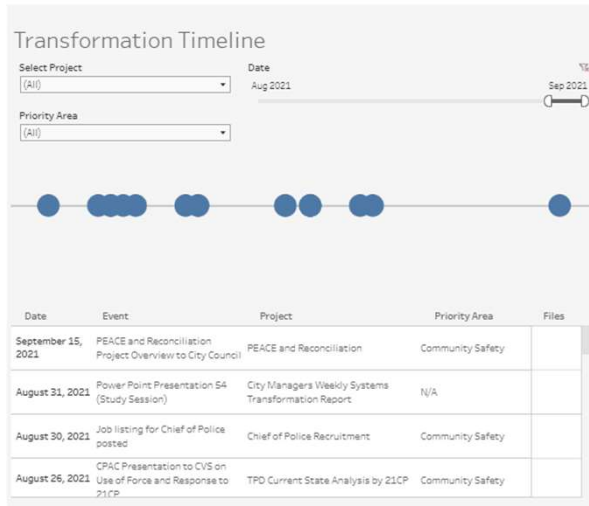 Transformation Timeline
Select Project
Date
(All)
Aug 2021
Sep 2021
Priority Area
(All)
Date Event Project Priority Area Files
September 15, 2021
PEACE and Reconciliation
Project Overview to City Council
PEACE and Reconciliation
Community Safety
August 31, 2021
Power Point Presentation 54
(Study Session)
City Managers Weekly Systems
Transformation Report
N/A
August 30, 2021
Job listing for Chief of Police
posted
Chief of Police Recruitment
Community Safety
August 26, 2021
CPAC Presentation to CVS on
Use of Force and Response to
21CP
TPD Current State Analysis by 21CP
Community Safety